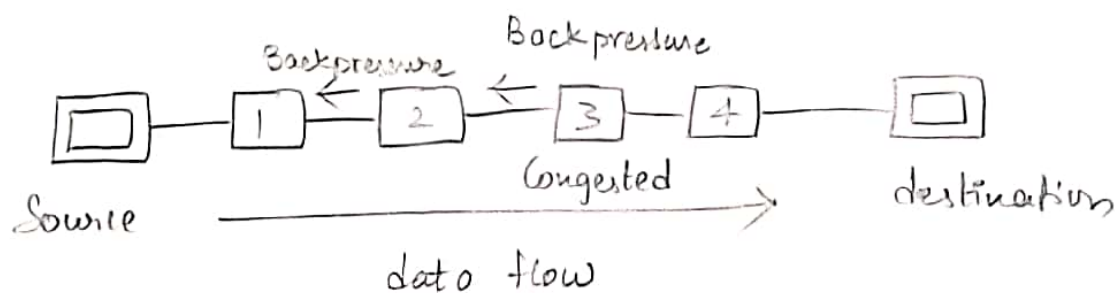 Backpressure
Backpressure
1 2 3 4
Congested
Source
destination
data flow